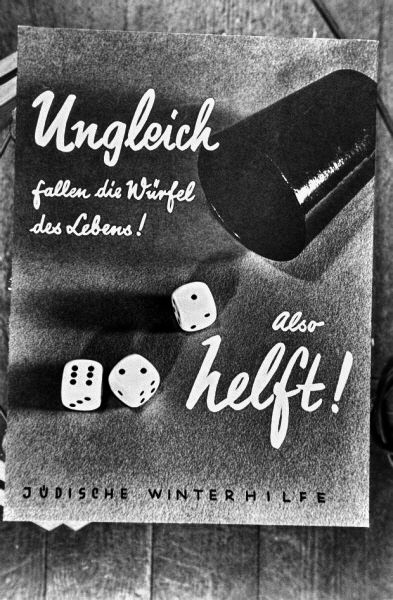 Ungleich
fallen die Würfel
des Lebens!
Also
helft!
JÜDISCHE WINTERHILFE